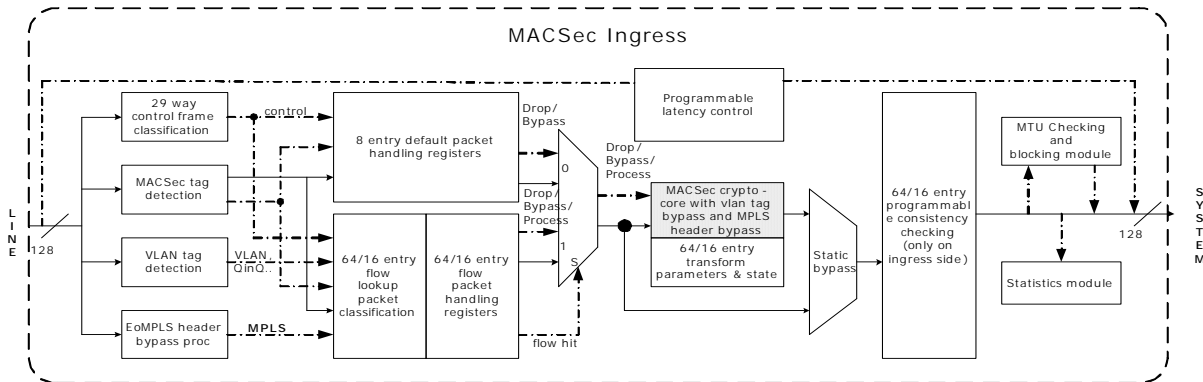 MACSec Ingress
LINE
128
29 way
control frame
classification
MACSec tag
detection
VLAN tag
detection
EoMPLS header
bypass proc
control
VLAN,
QinQ..
MPLS
8 entry default packet
handling registers
64/16 entry
flow
lookup
packet
classification
64/16 entry
flow
packet
handling
registers
Drop/
Bypass
0
Drop/
Bypass/
Process
1
S
flow hit
Programmable
latency control
Drop/
Bypass/
Process
MACSec crypto -
core with vlan tag
bypass and MPLS
header bypass
64/16 entry
transform
parameters & state
Static
bypass
64/16 entry
programmabl
e consistency
checking
(only on
ingress side)
MTU Checking
and
blocking module
Statistics module
128
SYSTEM